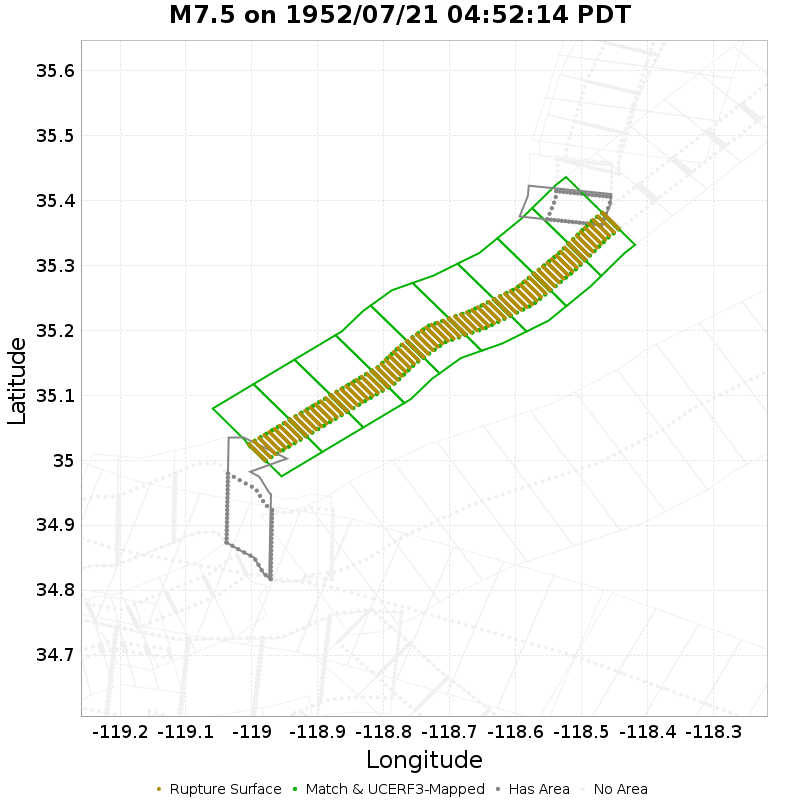 M7.5 on 1952/07/21 04:52:14 PDT
Latitude
35.6
35.5
35.4
35.3
35.2
35.1
35
34.9
34.8
34.7
-119.2 -119.1 -119 -118.9 -118.8 -118.7 -118.6 -118.5 -118.4 -118.3
Longitude
Rupture Surface Match & UCERF3-Mapped Has Area No Area